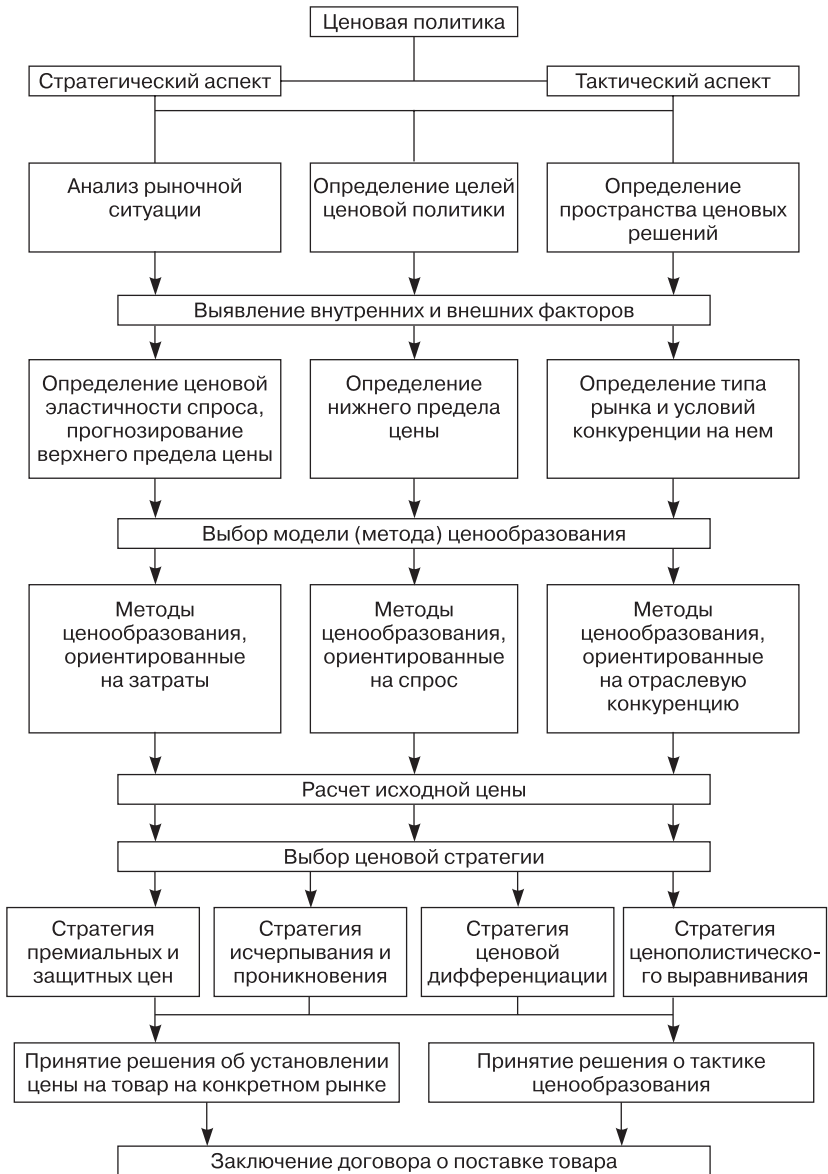 Ценовая политика
Стратегический аспект
Тактический аспект
Анализ рыночной
ситуации
Определение целей
ценовой политики
Определение
пространства ценовых
решений
Выявление внутренних и внешних факторов
Определение ценовой
эластичности спроса,
прогнозирование
верхнего предела цены
Определение
нижнего предела
цены
Определение типа
рынка и условий
конкуренции на нем
Выбор модели (метода) ценообразования
Методы
ценообразования,
ориентированные
на затраты
Методы
ценообразования,
ориентированные
на спрос
Методы
ценообразования,
ориентированные
на отраслевую
конкуренцию
Расчет исходной цены
Выбор ценовой стратегии
Стратегия
премиальных и
защитных цен
Стратегия
исчерпывания и
проникновения
Стратегия
ценовой
дифференциации
Стратегия
ценополистическо-
го выравнивания
Принятие решения об установлении
цены на товар на конкретном рынке
Принятие решения о тактике
ценообразования
Заключение договора о поставке товара